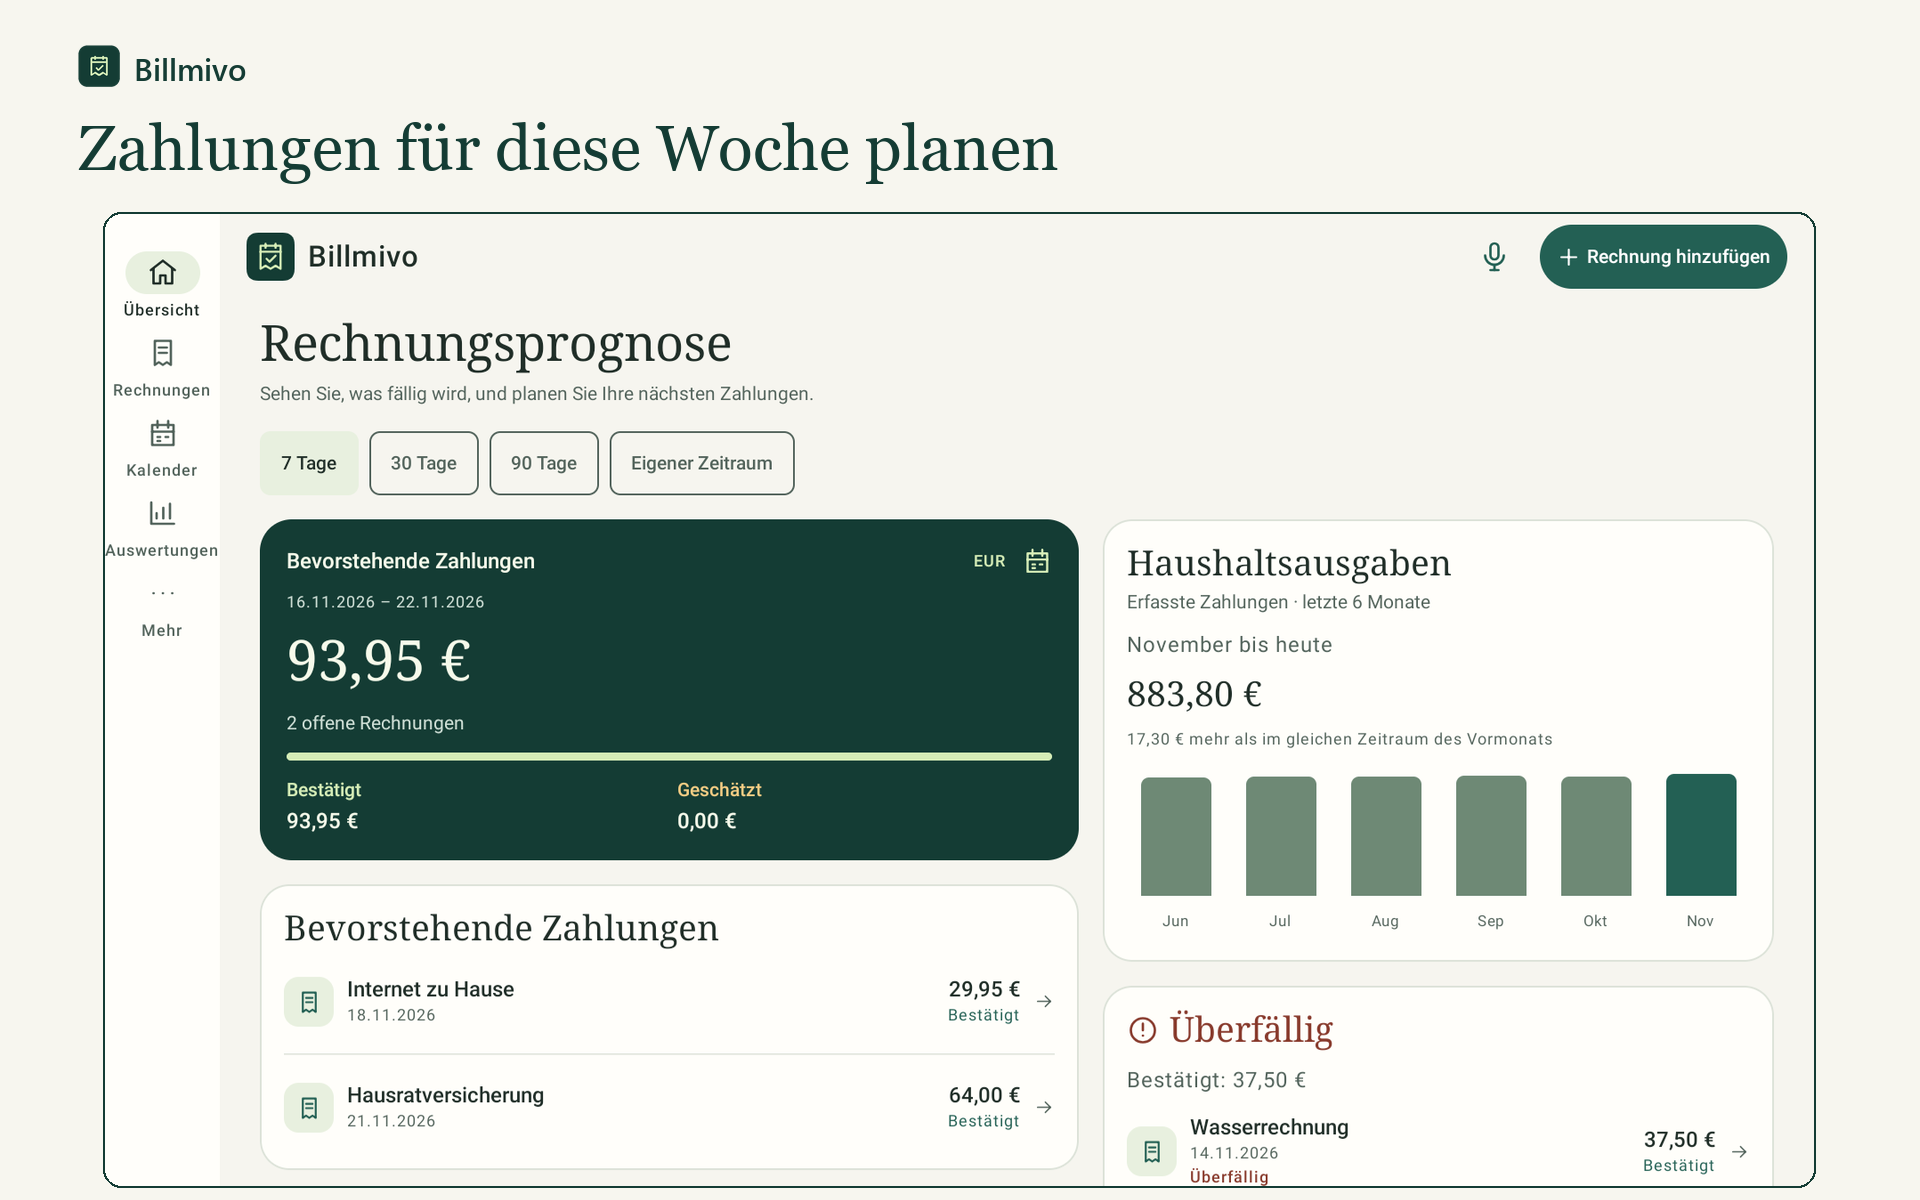 Billmivo
Zahlungen für diese Woche planen
Übersicht
Rechnungen
Kalender
Auswertungen
Mehr
Billmivo
Rechnung hinzufügen
Rechnungsprognose
Sehen Sie, was fällig wird, und planen Sie Ihre nächsten Zahlungen.
7 Tage
30 Tage
90 Tage
Eigener Zeitraum
Bevorstehende Zahlungen
EUR
16.11.2026 – 22.11.2026
93,95 €
2 offene Rechnungen
Bestätigt
Geschätzt
93,95 €
0,00 €
Bevorstehende Zahlungen
Internet zu Hause
29,95 €
18.11.2026
Bestätigt
Hausratversicherung
64,00 €
21.11.2026
Bestätigt
Haushaltsausgaben
Erfasste Zahlungen · letzte 6 Monate
November bis heute
883,80 €
17,30 € mehr als im gleichen Zeitraum des Vormonats
Jun
Jul
Aug
Sep
Okt
Nov
Überfällig
Bestätigt: 37,50 €
Wasserrechnung
37,50 €
14.11.2026
Bestätigt
Überfällig